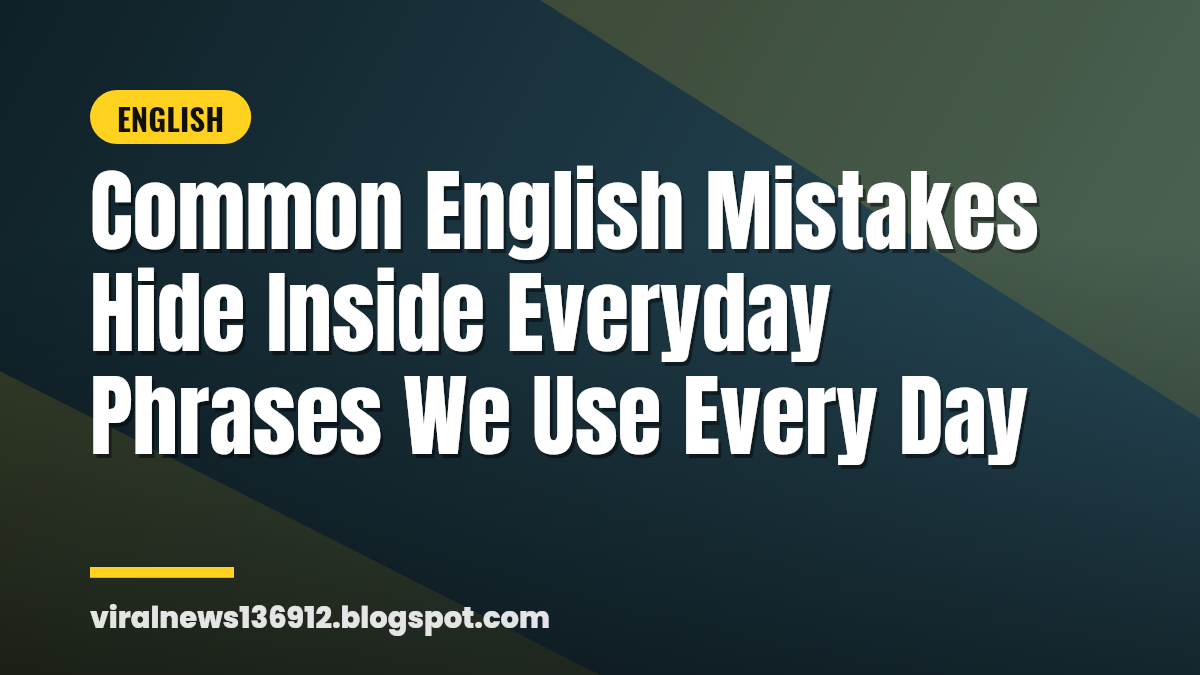 ENGLISH
Common English Mistakes
Hide Inside Everyday
Phrases We Use Every Day
viralnews136912.blogspot.com